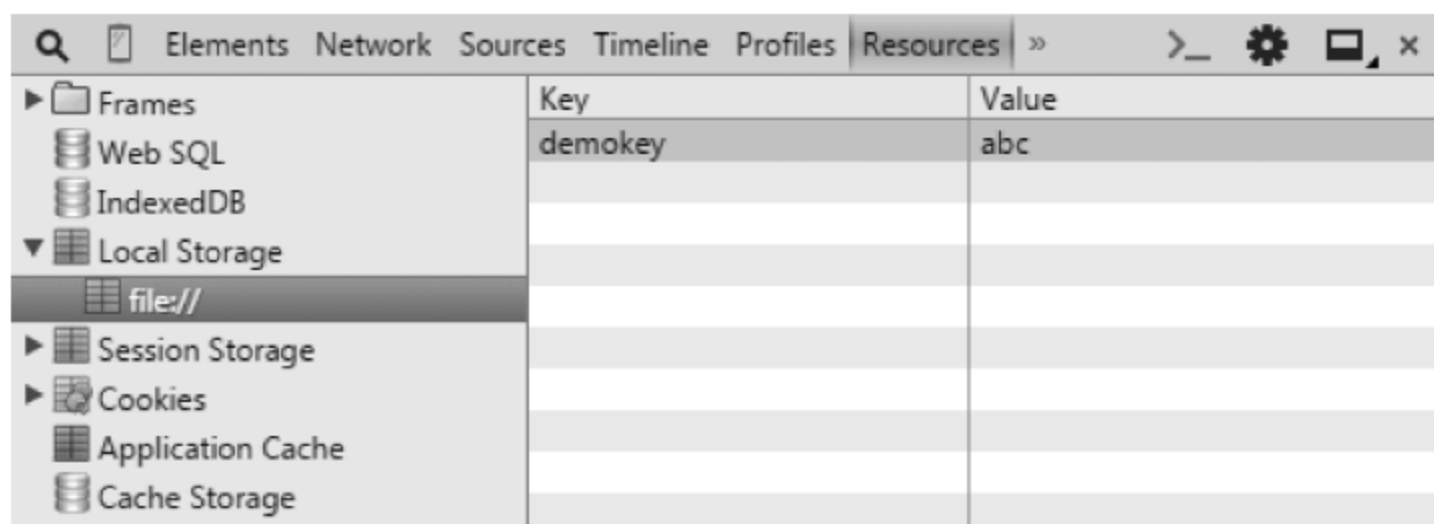 Elements Network Sources Timeline Profiles Resources »
Frames
Web SQL
IndexedDB
Local Storage
file://
Session Storage
Cookies
Application Cache
Cache Storage
Key Value
demokey abc